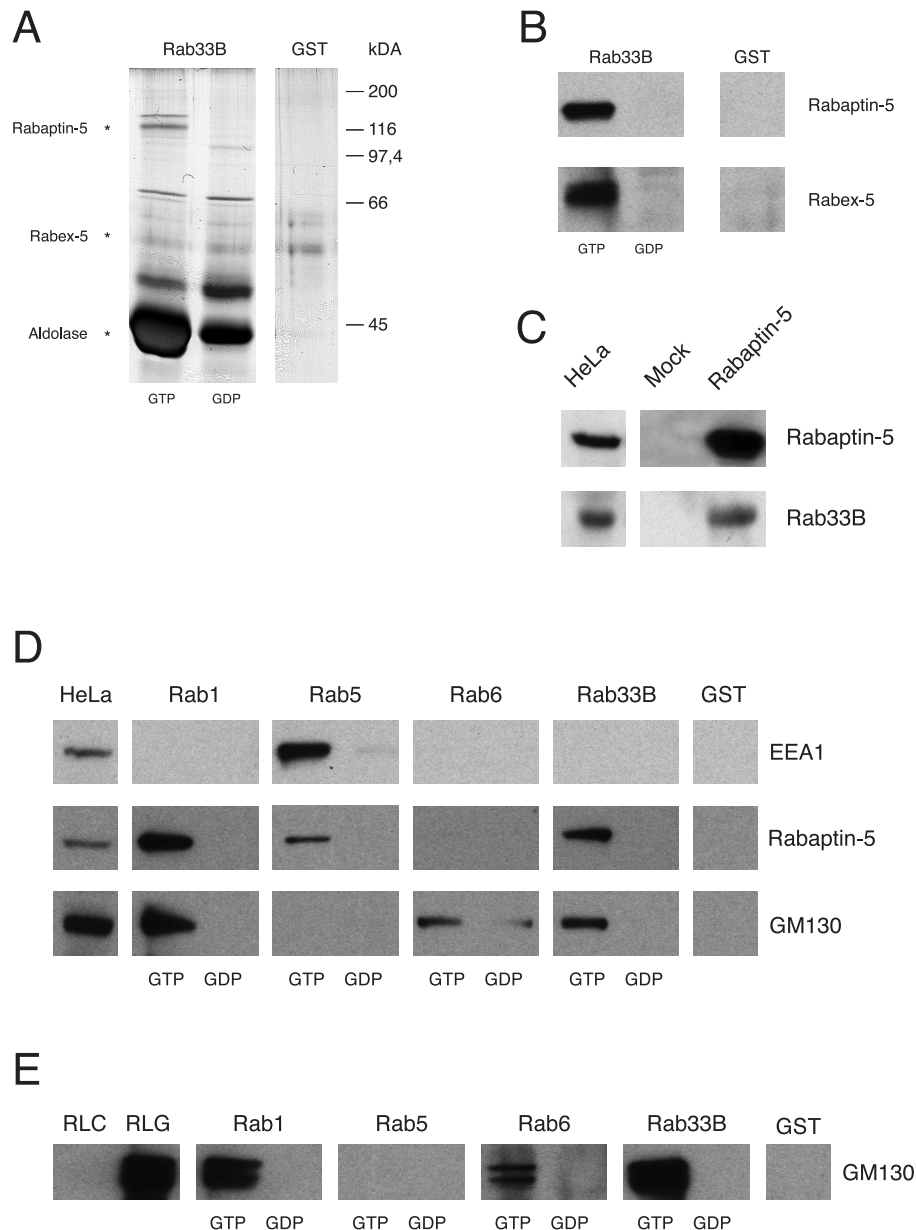 A
Rab33B GST kDA
200
Rabaptin-5 * 116
97,4
66
Rabex-5 *
Aldolase * 45
GTP GDP
B
Rab33B GST
Rabaptin-5
Rabex-5
GTP GDP
C
HeLa Mock Rabaptin-5
Rabaptin-5
Rab33B
D
HeLa Rab1 Rab5 Rab6 Rab33B GST
EEA1
Rabaptin-5
GM130
GTP GDP GTP GDP GTP GDP GTP GDP
E
RLC RLG Rab1 Rab5 Rab6 Rab33B GST
GM130
GTP GDP GTP GDP GTP GDP GTP GDP